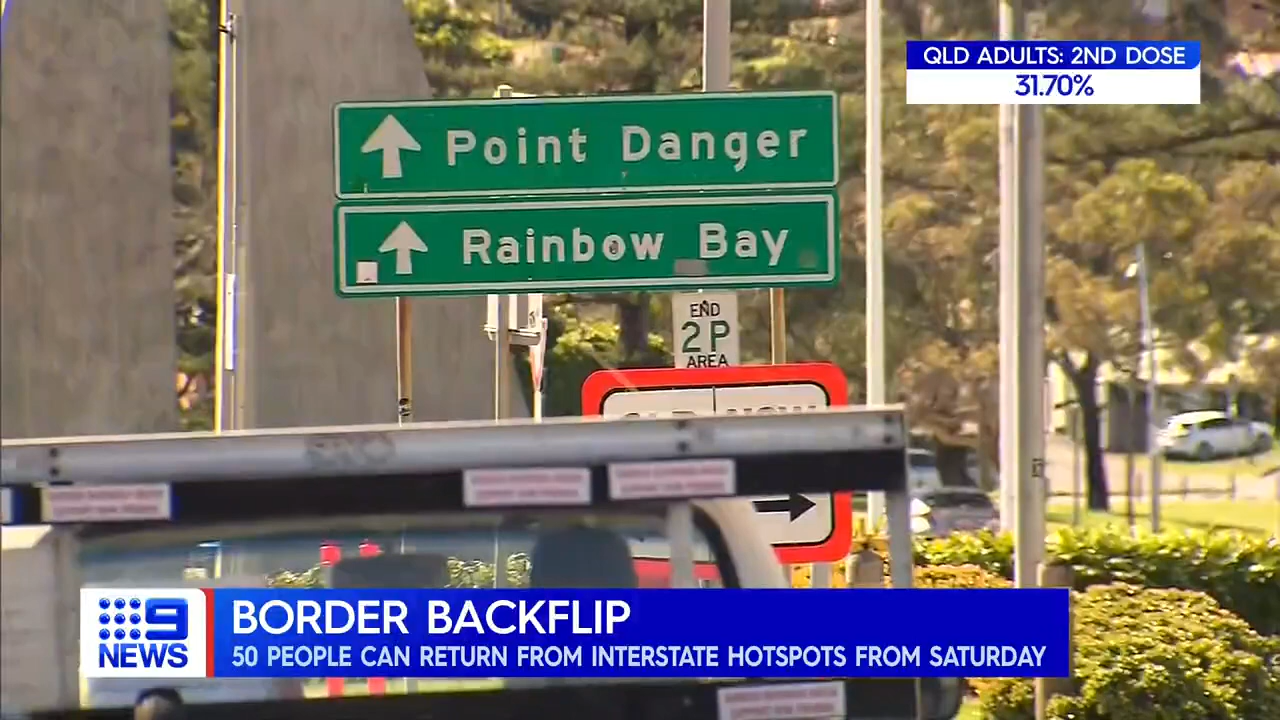 QLD ADULTS: 2ND DOSE
31.70%
Point Danger
Rainbow Bay
END
2P
AREA
9
NEWS
BORDER BACKFLIP
50 PEOPLE CAN RETURN FROM INTERSTATE HOTSPOTS FROM SATURDAY